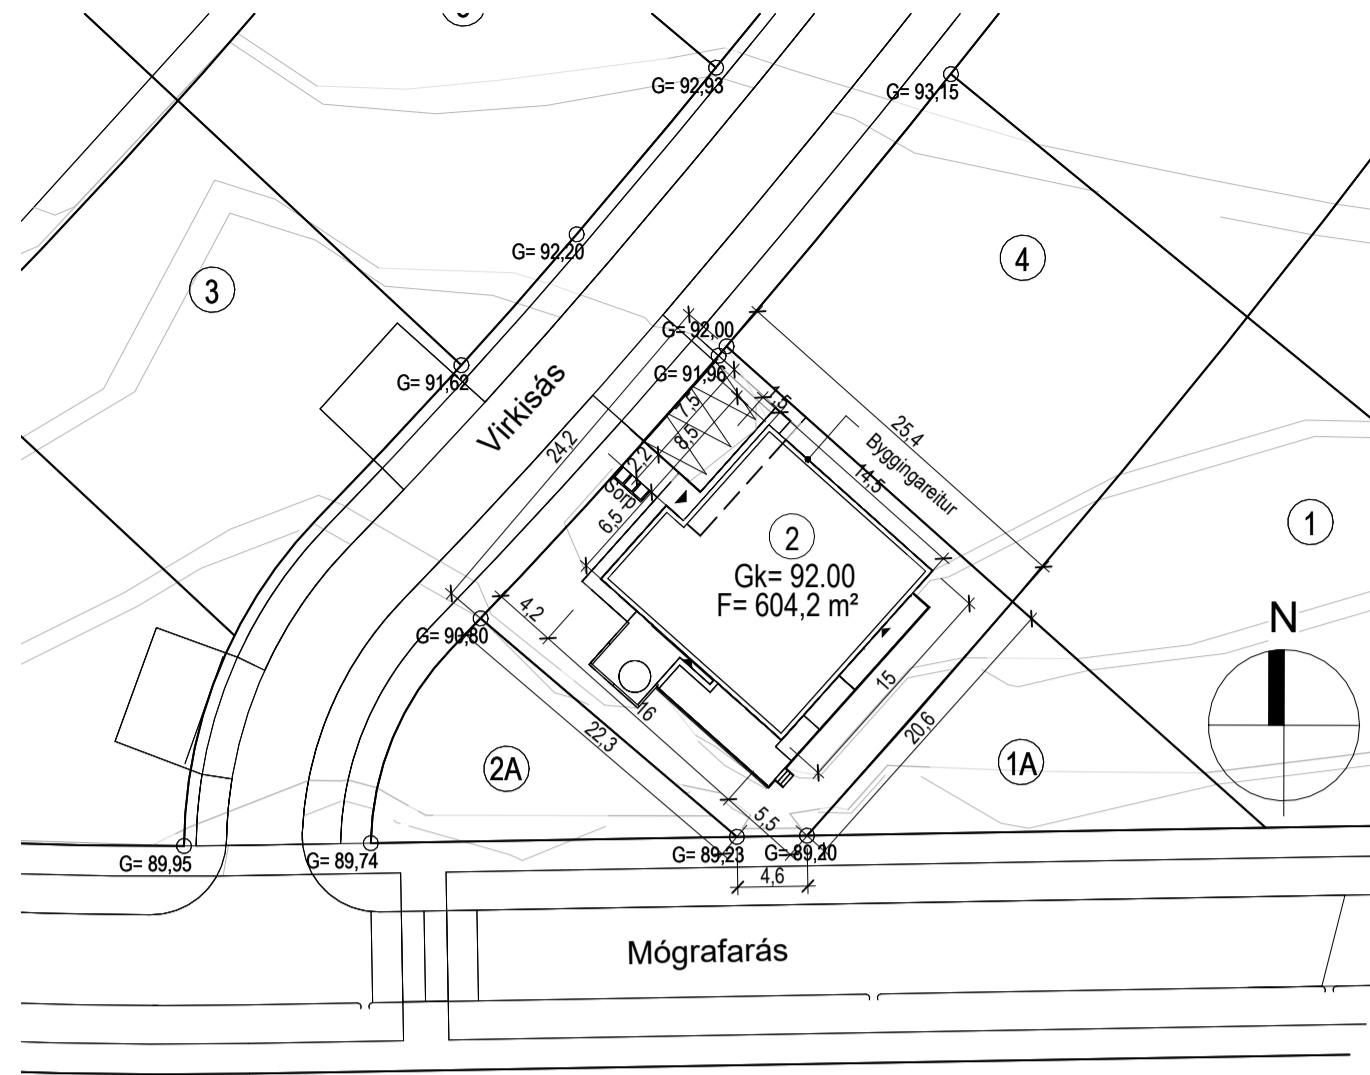 G= 92,93
G= 93,15
G= 92,20
4
3
G= 92,00
G= 91,62
G= 91,96
Virkisás
7,5
25,4
24,2
8,5
Byggingareitur
2,2
14,5
Sorp
6,5
1
2
Gk= 92.00
F= 604,2 m²
4,2
N
G= 90,80
15
16
20,6
22,3
2A
1A
5,5
G= 89,95
G= 89,74
G= 89,23
G= 89,20
4,6
Mógrafarás